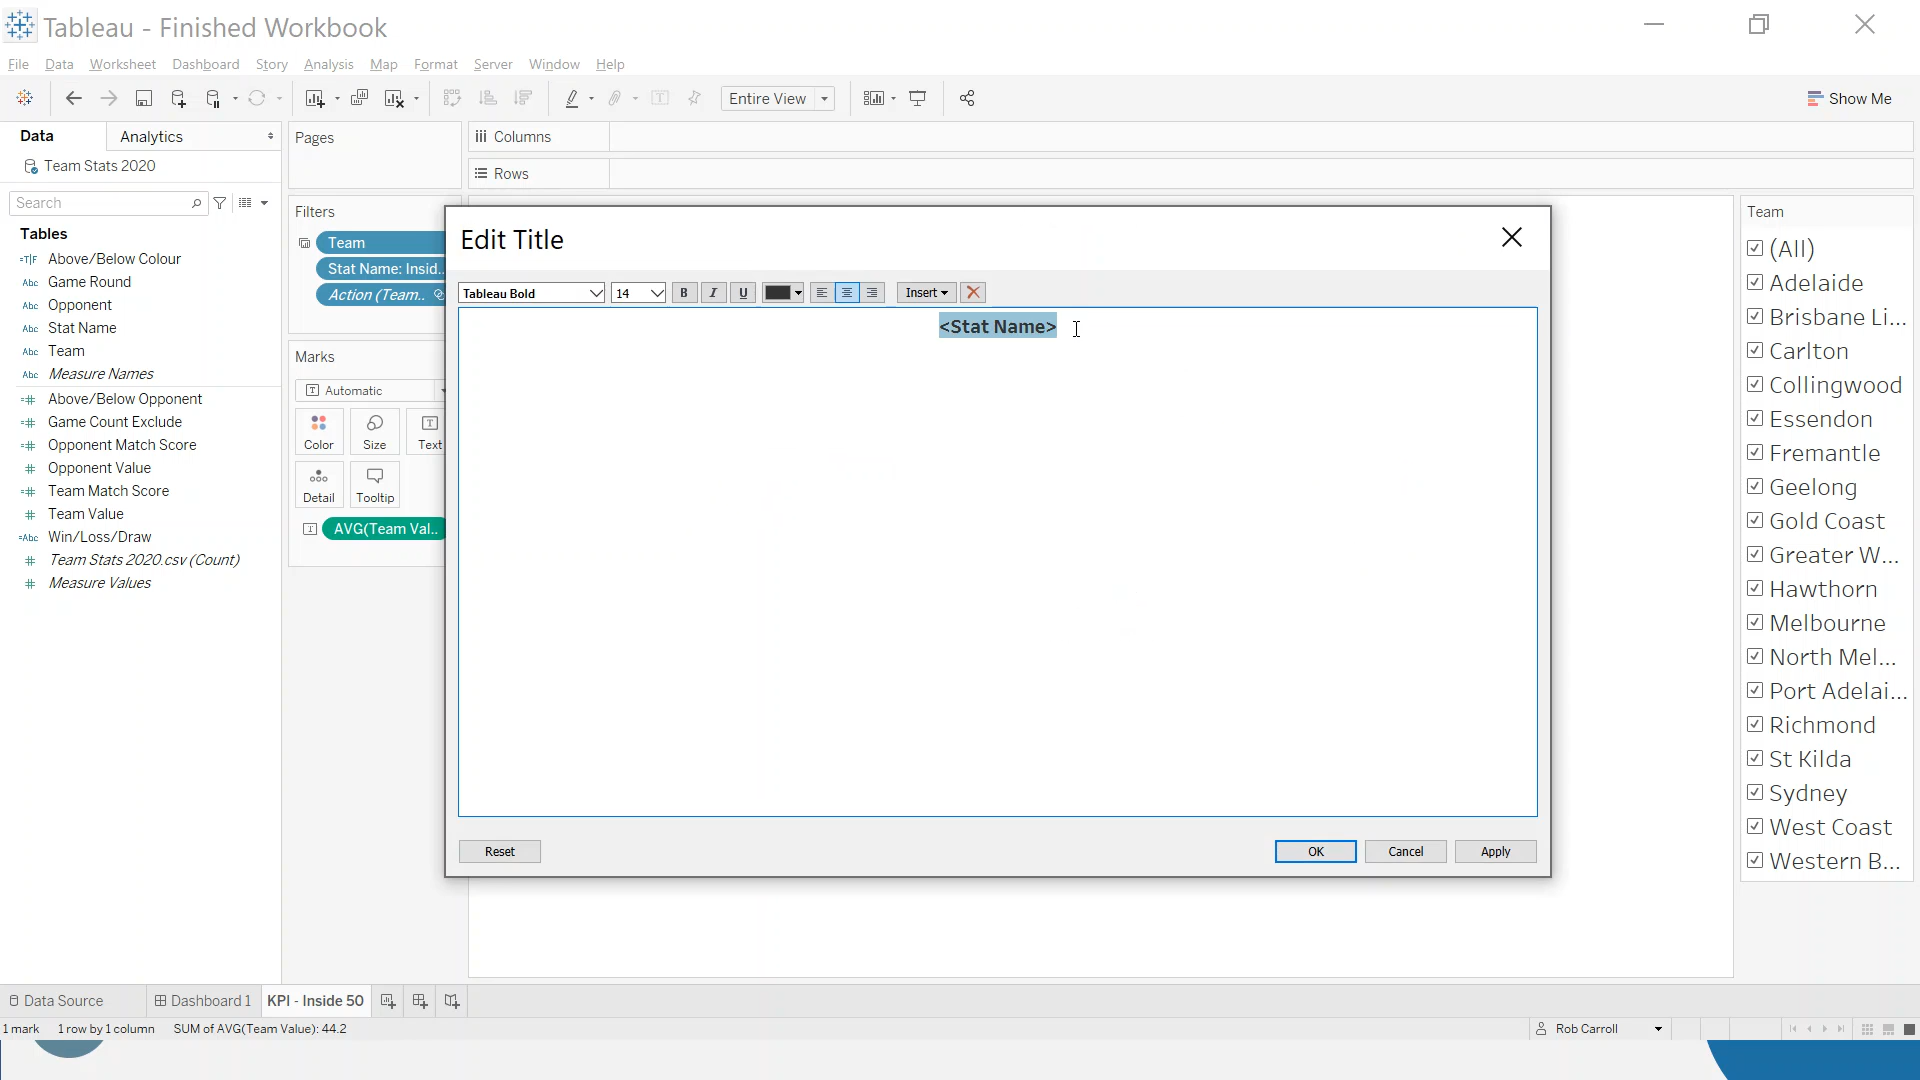 Tableau - Finished Workbook
File Data Worksheet Dashboard Story Analysis Map Format Server Window Help
Entire View
Show Me
Data
Analytics
Team Stats 2020
Search
Tables
Above/Below Colour
Game Round
Opponent
Stat Name
Team
Measure Names
Above/Below Opponent
Game Count Exclude
Opponent Match Score
Opponent Value
Team Match Score
Team Value
Win/Loss/Draw
Team Stats 2020.csv (Count)
Measure Values
Pages
Filters
Team
Stat Name: Insid..
Action (Team..
Marks
Automatic
Color
Size
Text
Detail
Tooltip
AVG(Team Val..
Columns
Rows
Edit Title
Tableau Bold
14
B
I
U
Insert
<Stat Name>
Reset
OK
Cancel
Apply
Team
(All)
Adelaide
Brisbane Li...
Carlton
Collingwood
Essendon
Fremantle
Geelong
Gold Coast
Greater W...
Hawthorn
Melbourne
North Mel...
Port Adelai...
Richmond
St Kilda
Sydney
West Coast
Western B...
Data Source
Dashboard 1
KPI - Inside 50
1 mark
1 row by 1 column
SUM of AVG(Team Value): 44.2
Rob Carroll